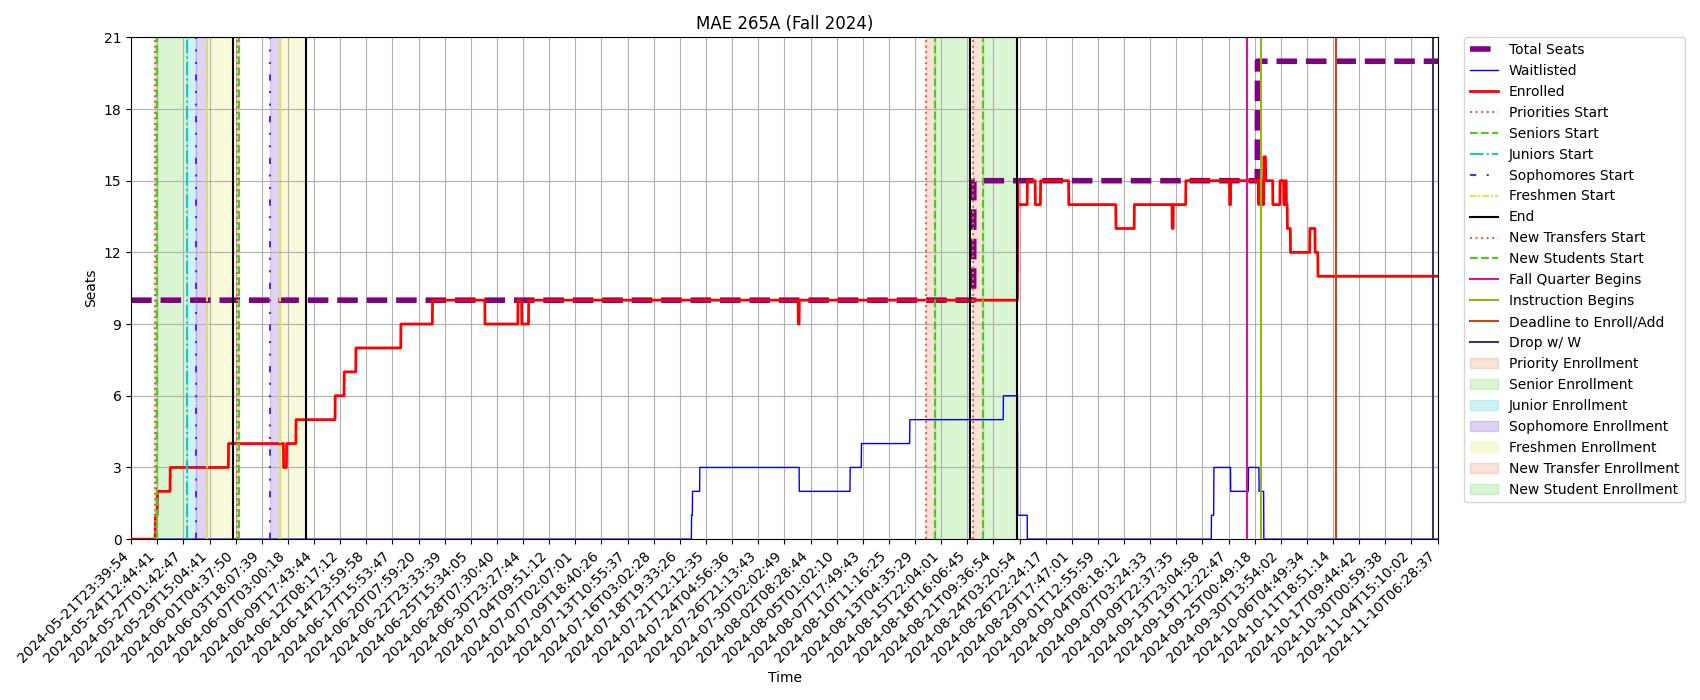 MAE 265A (Fall 2024)
Seats
21
18
15
12
9
6
3
0
2024-05-21T23:39:54
2024-05-24T12:44:41
2024-05-27T01:42:47
2024-05-29T15:04:41
2024-06-01T04:37:50
2024-06-03T18:07:39
2024-06-07T03:00:18
2024-06-09T17:43:44
2024-06-12T08:17:12
2024-06-14T23:59:58
2024-06-17T15:53:47
2024-06-20T07:59:20
2024-06-22T23:33:39
2024-06-25T15:34:05
2024-06-28T07:30:40
2024-06-30T23:27:44
2024-07-04T09:51:12
2024-07-07T02:07:01
2024-07-09T18:40:26
2024-07-13T10:55:37
2024-07-16T03:02:28
2024-07-18T19:33:26
2024-07-21T12:12:35
2024-07-24T04:56:36
2024-07-26T21:13:43
2024-07-30T03:02:49
2024-08-02T08:28:44
2024-08-05T01:02:10
2024-08-07T17:49:43
2024-08-10T11:16:25
2024-08-13T04:35:29
2024-08-15T22:04:01
2024-08-18T16:06:45
2024-08-21T09:36:54
2024-08-24T03:20:54
2024-08-26T22:24:17
2024-08-29T17:47:01
2024-09-01T12:55:59
2024-09-04T08:18:12
2024-09-07T03:24:33
2024-09-09T22:37:35
2024-09-13T23:04:58
2024-09-19T12:22:47
2024-09-25T00:49:18
2024-09-30T13:54:02
2024-10-06T04:49:34
2024-10-11T18:51:14
2024-10-17T09:44:42
2024-10-30T00:59:38
2024-11-04T15:10:02
2024-11-10T06:28:37
Time
Total Seats
Waitlisted
Enrolled
Priorities Start
Seniors Start
Juniors Start
Sophomores Start
Freshmen Start
End
New Transfers Start
New Students Start
Fall Quarter Begins
Instruction Begins
Deadline to Enroll/Add
Drop w/ W
Priority Enrollment
Senior Enrollment
Junior Enrollment
Sophomore Enrollment
Freshmen Enrollment
New Transfer Enrollment
New Student Enrollment